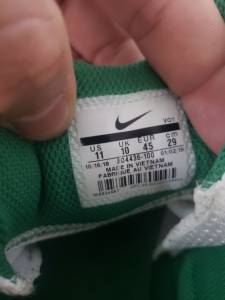 US UK EUR cm
11 10 45 29
304436-100
MADE IN VIETNAM
FABRIQUE AU VIETNAM